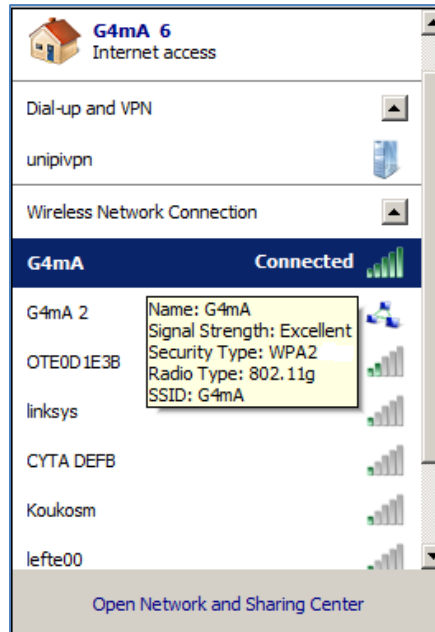 G4mA 6
Internet access
Dial-up and VPN
unipivpn
Wireless Network Connection
G4mA Connected
G4mA 2
Name: G4mA
Signal Strength: Excellent
Security Type: WPA2
Radio Type: 802.11g
SSID: G4mA
OTE0D1E3B
linksys
CYTA DEFB
Koukosm
lefte00
Open Network and Sharing Center